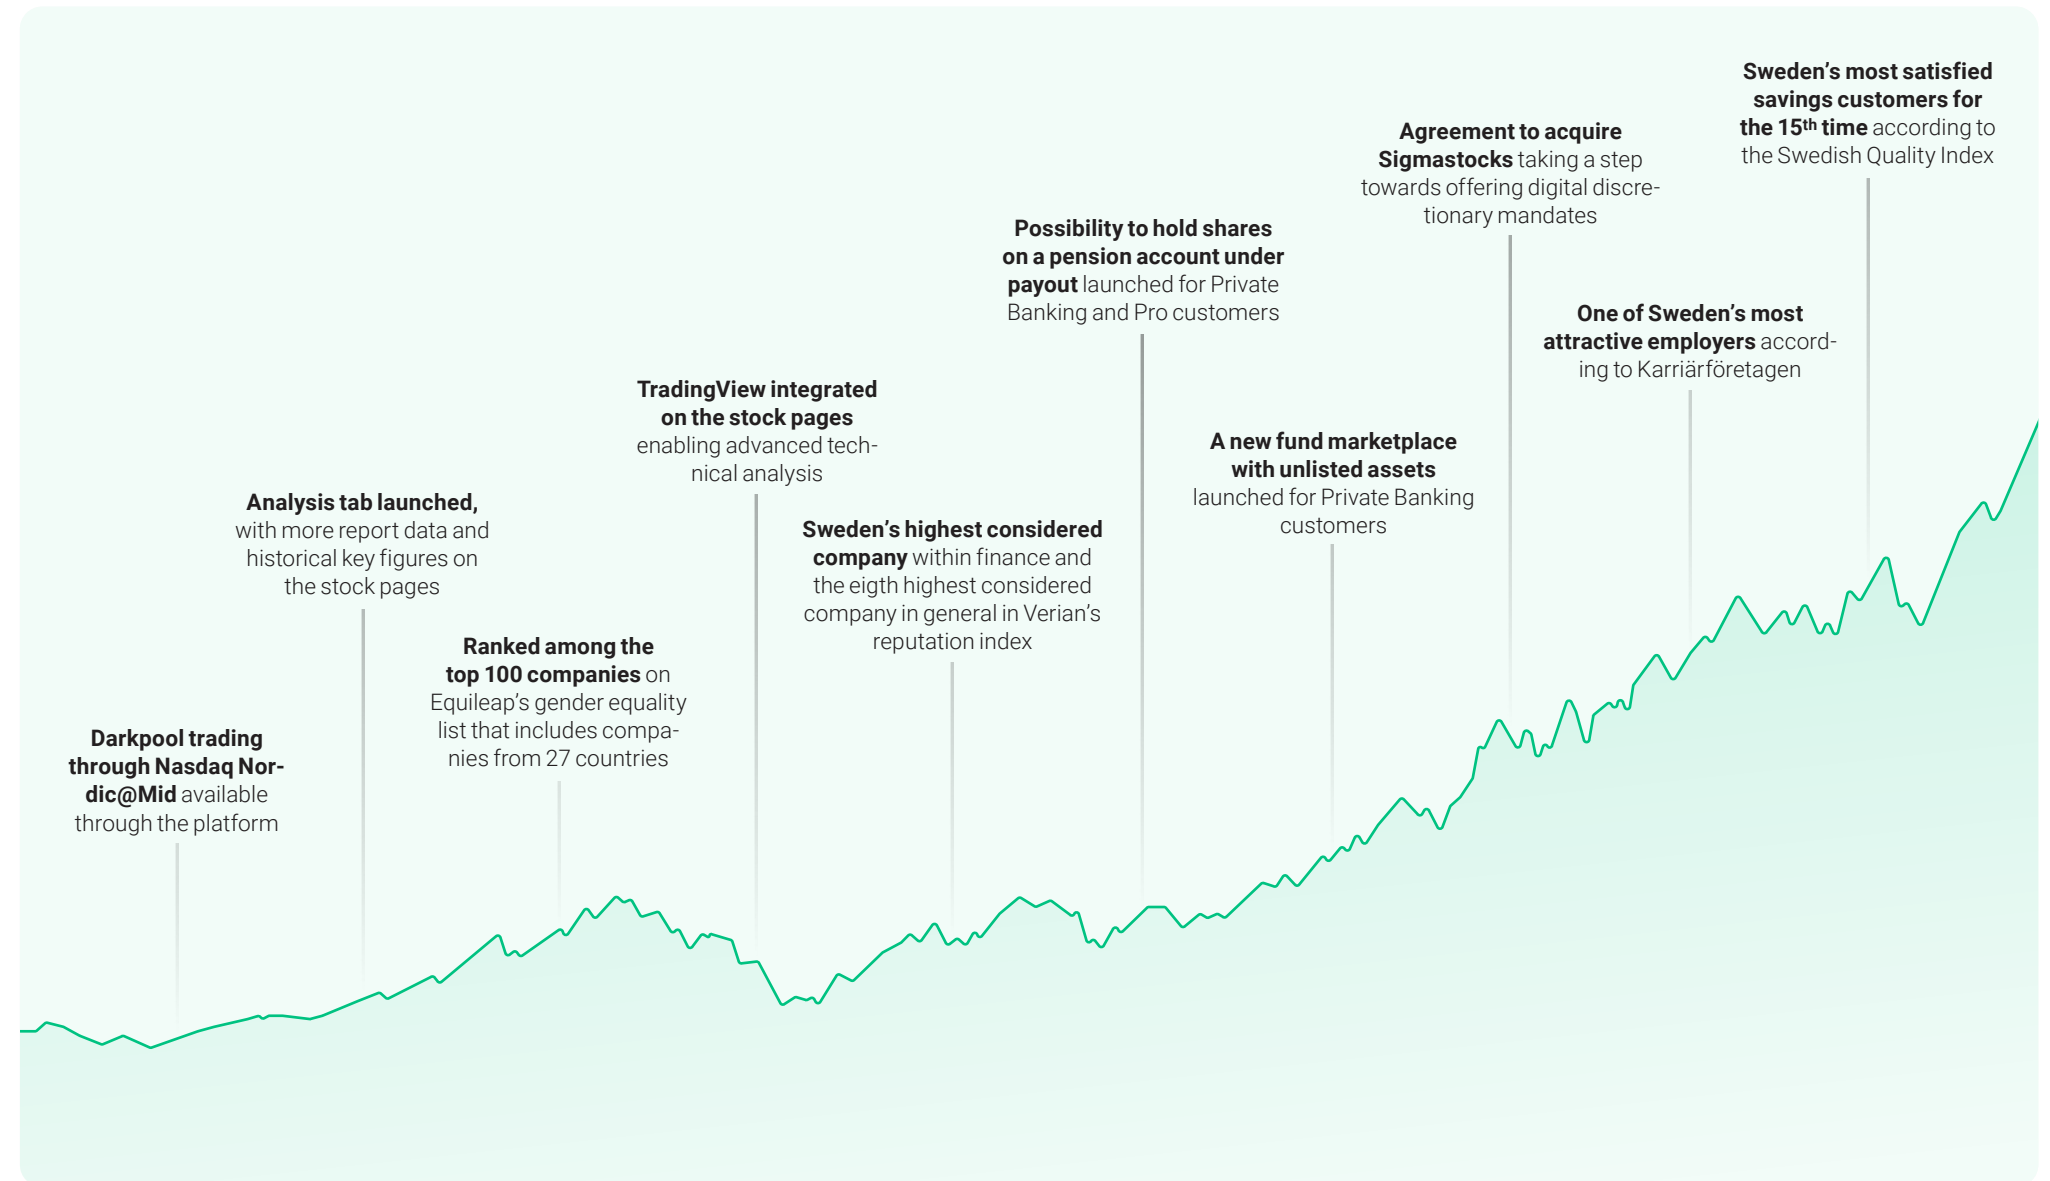 Darkpool trading
through Nasdaq Nor-
dic@Mid available
through the platform
Analysis tab launched,
with more report data and
historical key figures on
the stock pages
Ranked among the
top 100 companies on
Equileap’s gender equality
list that includes compa-
nies from 27 countries
TradingView integrated
on the stock pages
enabling advanced tech-
nical analysis
Sweden’s highest considered
company within finance and
the eigth highest considered
company in general in Verian’s
reputation index
Possibility to hold shares
on a pension account under
payout launched for Private
Banking and Pro customers
A new fund marketplace
with unlisted assets
launched for Private Banking
customers
Agreement to acquire
Sigmastocks taking a step
towards offering digital discre-
tionary mandates
One of Sweden’s most
attractive employers accord-
ing to Karriärföretagen
Sweden’s most satisfied
savings customers for
the 15th time according to
the Swedish Quality Index